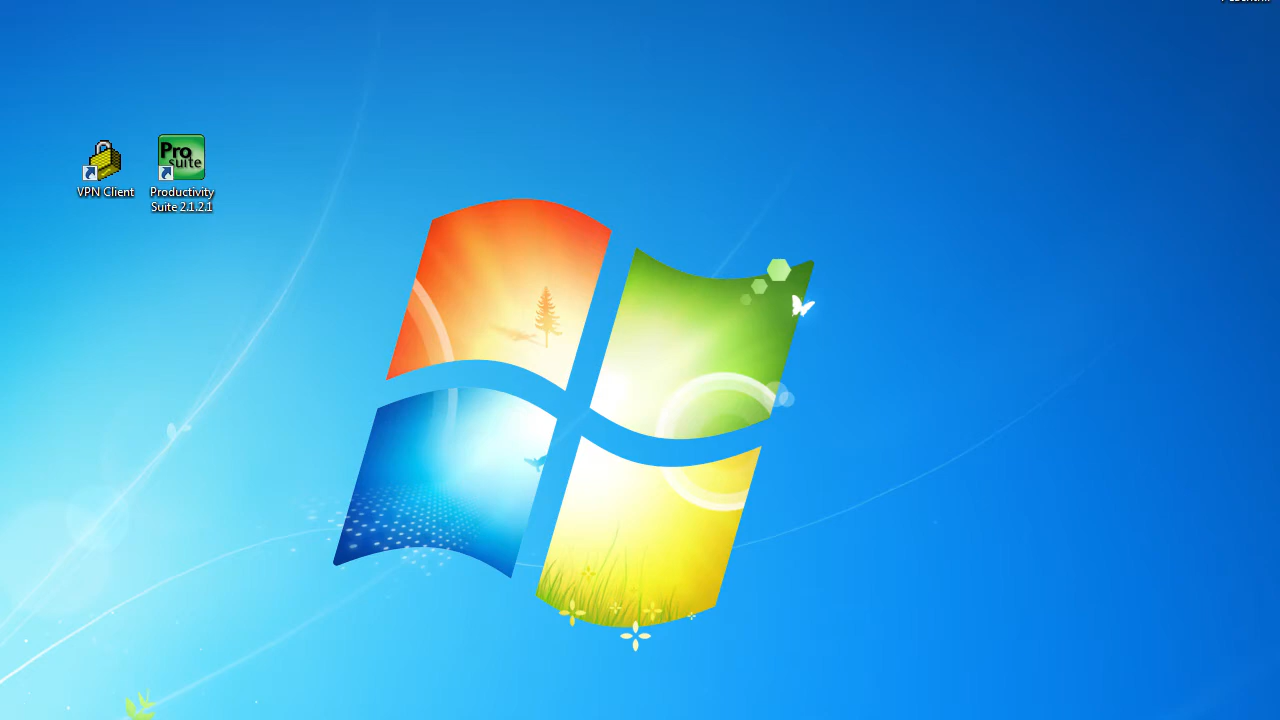 Pro
suite
VPN Client
Productivity
Suite 2.1.2.1